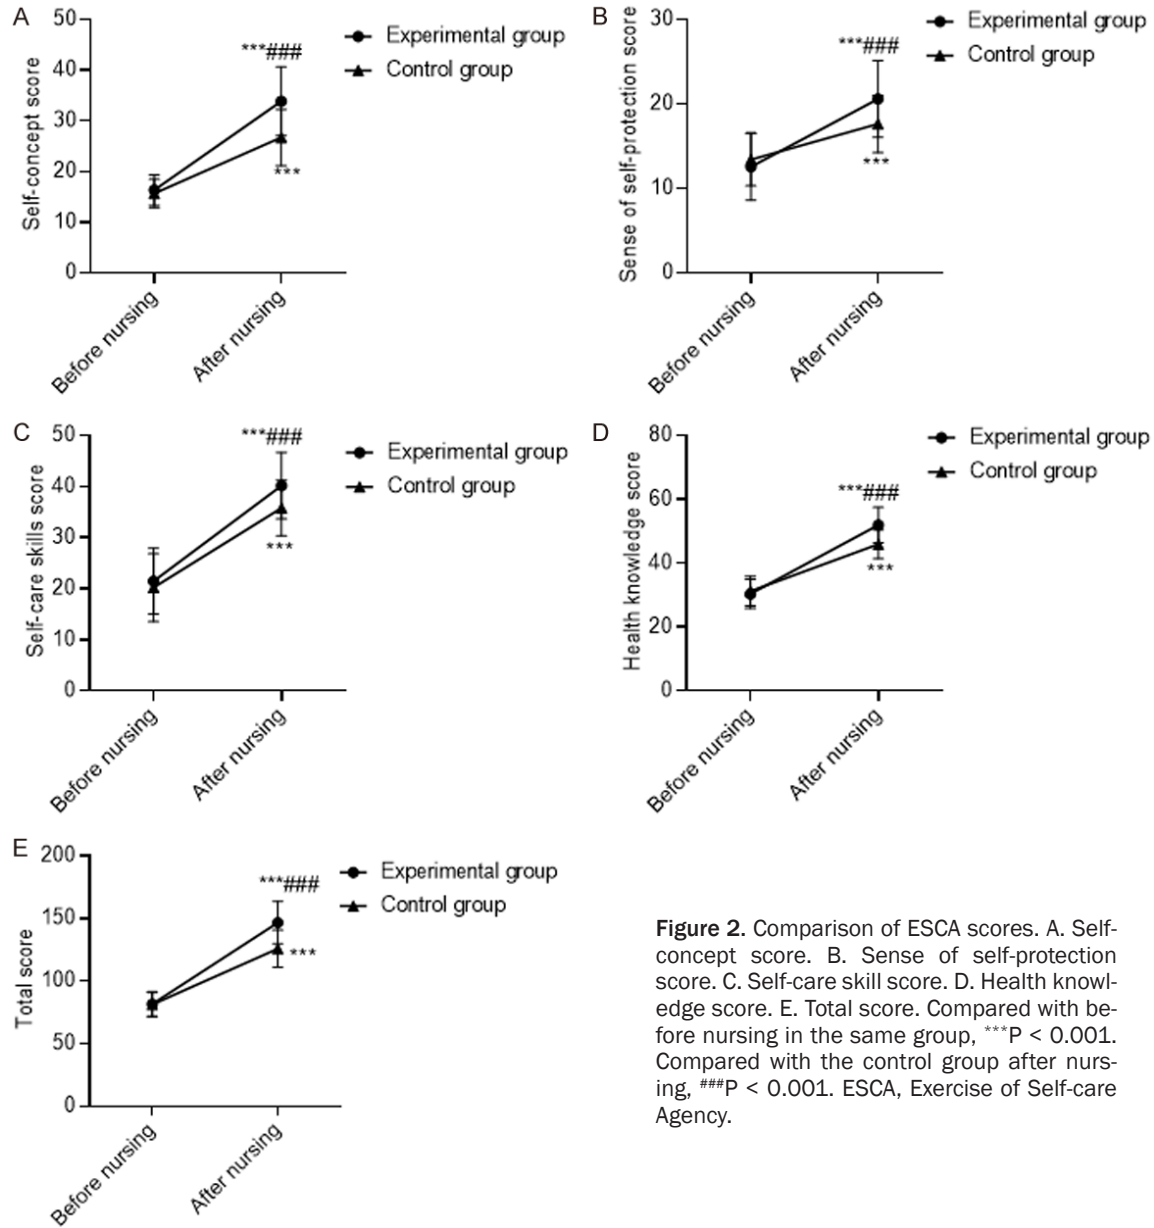 A
Self-concept score
50
40
30
20
10
0
***###
***
Before nursing
After nursing
Experimental group
Control group
B
Sense of self-protection score
30
20
10
0
***###
***
Before nursing
After nursing
Experimental group
Control group
C
Self-care skills score
50
40
30
20
10
0
***###
***
Before nursing
After nursing
Experimental group
Control group
D
Health knowledge score
80
60
40
20
0
***###
***
Before nursing
After nursing
Experimental group
Control group
E
Total score
200
150
100
50
0
***###
***
Before nursing
After nursing
Experimental group
Control group
Figure 2. Comparison of ESCA scores. A. Self-
concept score. B. Sense of self-protection
score. C. Self-care skill score. D. Health knowl-
edge score. E. Total score. Compared with be-
fore nursing in the same group, ***P < 0.001.
Compared with the control group after nurs-
ing, ###P < 0.001. ESCA, Exercise of Self-care
Agency.